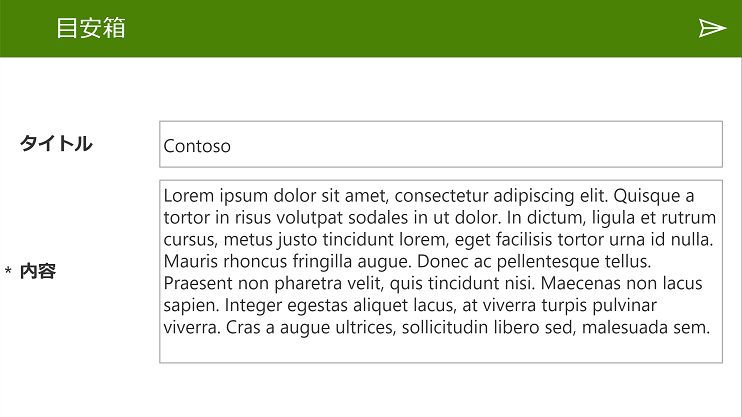 目安箱
タイトル
Contoso
* 内容
Lorem ipsum dolor sit amet, consectetur adipiscing elit. Quisque a
tortor in risus volutpat sodales in ut dolor. In dictum, ligula et rutrum
cursus, metus justo tincidunt lorem, eget facilisis tortor urna id nulla.
Mauris rhoncus fringilla augue. Donec ac pellentesque tellus.
Praesent non pharetra velit, quis tincidunt nisi. Maecenas non lacus
sapien. Integer egestas aliquet lacus, at viverra turpis pulvinar
viverra. Cras a augue ultrices, sollicitudin libero sed, malesuada sem.